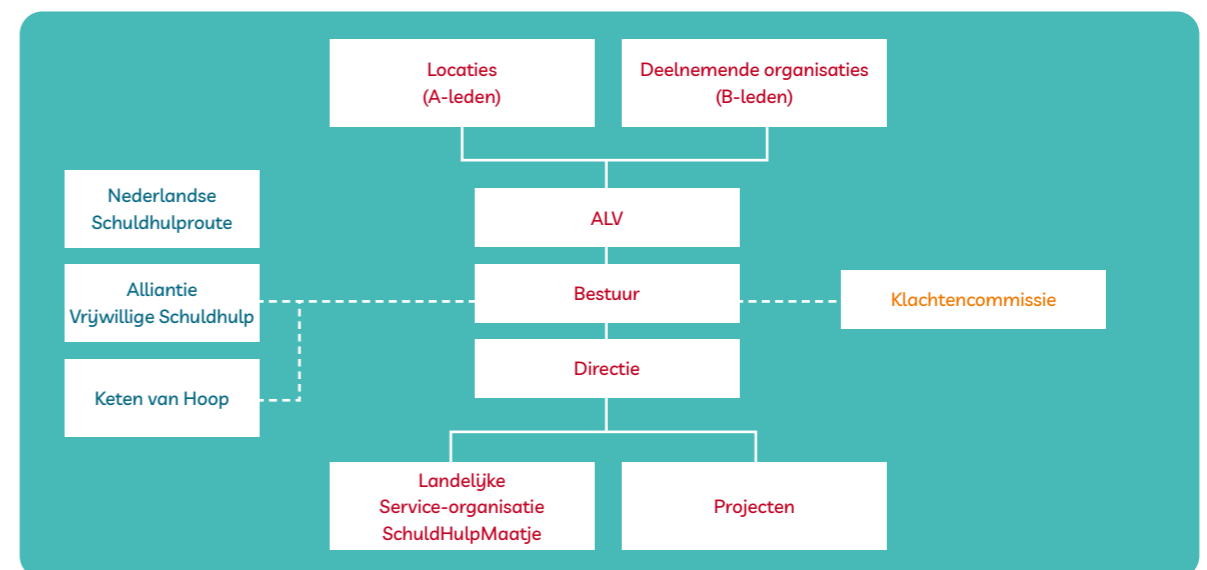 Locaties
(A-leden)
Deelnemende organisaties
(B-leden)
Nederlandse
Schuldhulproute
ALV
Alliantie
Vrijwillige Schuldhulp
Bestuur
Klachtencommissie
Directie
Keten van Hoop
Landelijke
Service-organisatie
SchuldHulpMaatje
Projecten